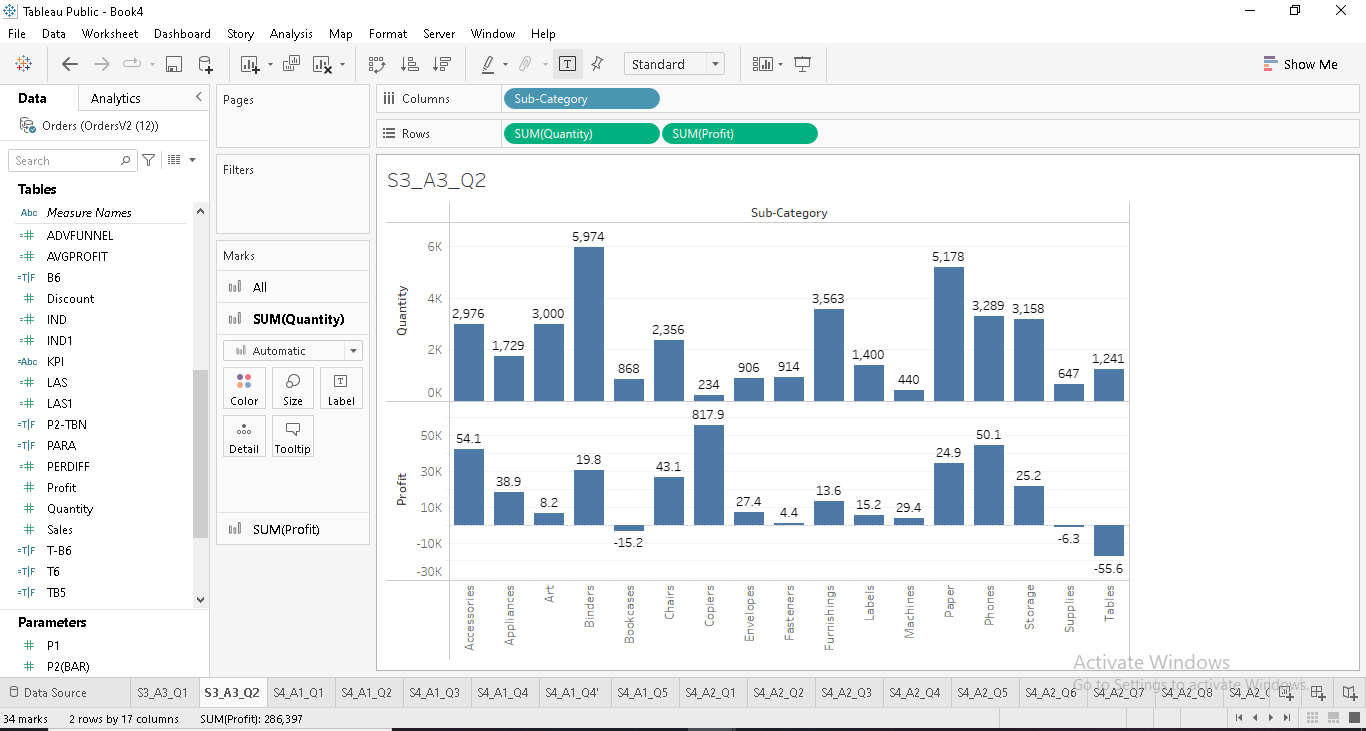 Tableau Public - Book4
File Data Worksheet Dashboard Story Analysis Map Format Server Window Help
Standard
Show Me
Data Analytics
Orders (OrdersV2 (12))
Search
Tables
Abc Measure Names
ADVFUNNEL
AVGPROFIT
=T|F B6
Discount
IND
IND1
=Abc KPI
LAS
LAS1
=T|F P2-TBN
=T|F PARA
PERDIFF
Profit
Quantity
Sales
=T|F T-B6
=T|F T6
=T|F TB5
Parameters
P1
P2(BAR)
Pages
Filters
Marks
All
SUM(Quantity)
Automatic
Color Size Label
Detail Tooltip
SUM(Profit)
Columns Sub-Category
Rows SUM(Quantity) SUM(Profit)
S3_A3_Q2
Sub-Category
Quantity
6K
4K
2K
0K
2,976 1,729 3,000 5,974 868 2,356 234 906 914 3,563 1,400 440 5,178 3,289 3,158 647 1,241
Profit
50K
30K
10K
-10K
-30K
54.1 38.9 8.2 19.8 -15.2 43.1 817.9 27.4 4.4 13.6 15.2 29.4 24.9 50.1 25.2 -6.3 -55.6
Accessories Appliances Art Binders Bookcases Chairs Copiers Envelopes Fasteners Furnishings Labels Machines Paper Phones Storage Supplies Tables
Activate Windows
Go to Settings to activate Windows.
Data Source S3_A3_Q1 S3_A3_Q2 S4_A1_Q1 S4_A1_Q2 S4_A1_Q3 S4_A1_Q4 S4_A1_Q4' S4_A1_Q5 S4_A2_Q1 S4_A2_Q2 S4_A2_Q3 S4_A2_Q4 S4_A2_Q5 S4_A2_Q6 S4_A2_Q7 S4_A2_Q8
34 marks 2 rows by 17 columns SUM(Profit): 286,397